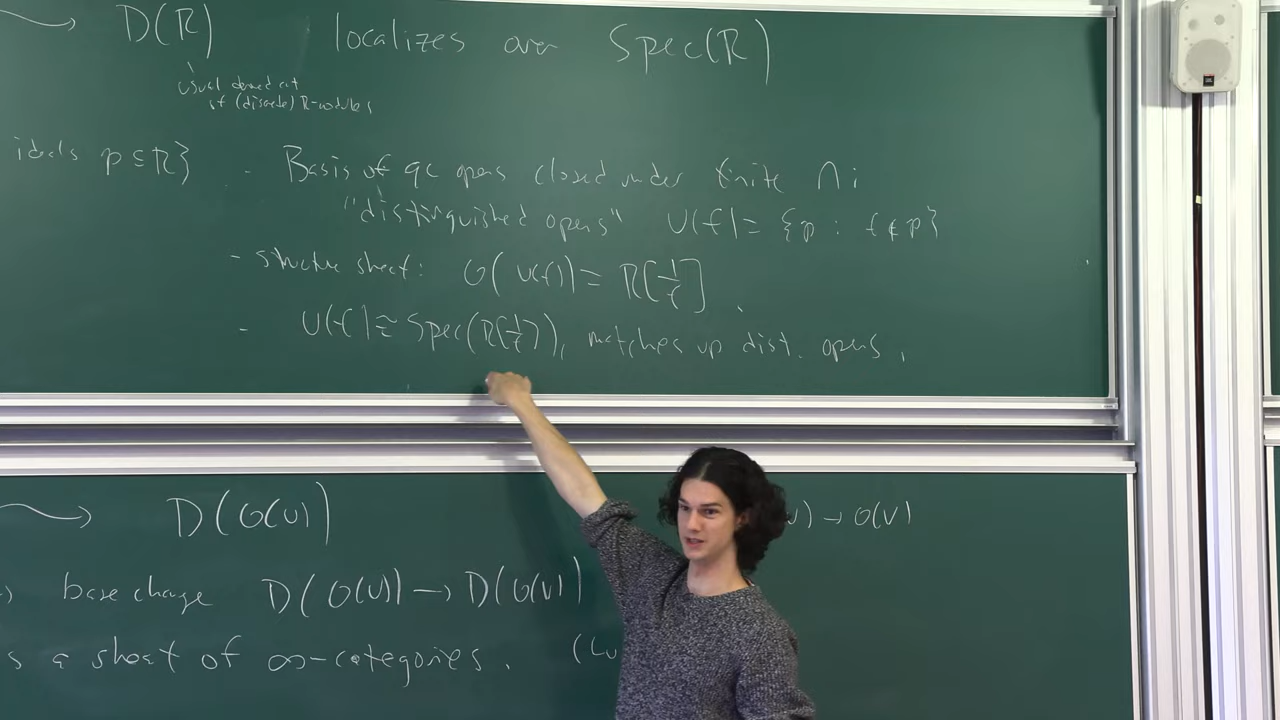 ⟶ D(R) localizes over Spec(R)
usual derived cat
of (discrete) R-modules
ideals p ⊆ R}
- Basis of qc opens closed under finite ∩ ;
"distinguished opens" U(f) = {p : f ∉ p}
- structure sheaf: O(U(f)) = R[1/f].
- U(f) ≅ Spec(R[1/f]), matches up dist. opens.
⟶ D(O(U))
) → O(V)
base change D(O(U)) → D(O(V))
s a sheaf of ∞-categories. (Lu